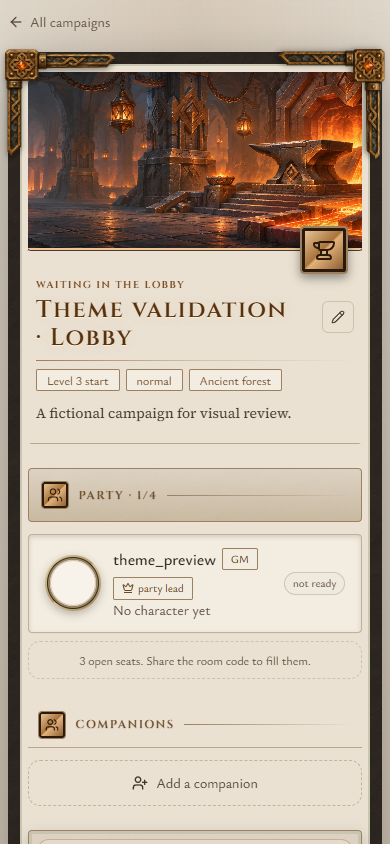 All campaigns
WAITING IN THE LOBBY
THEME VALIDATION
· LOBBY
Level 3 start normal Ancient forest
A fictional campaign for visual review.
PARTY · 1/4
theme_preview GM
party lead
not ready
No character yet
3 open seats. Share the room code to fill them.
COMPANIONS
Add a companion